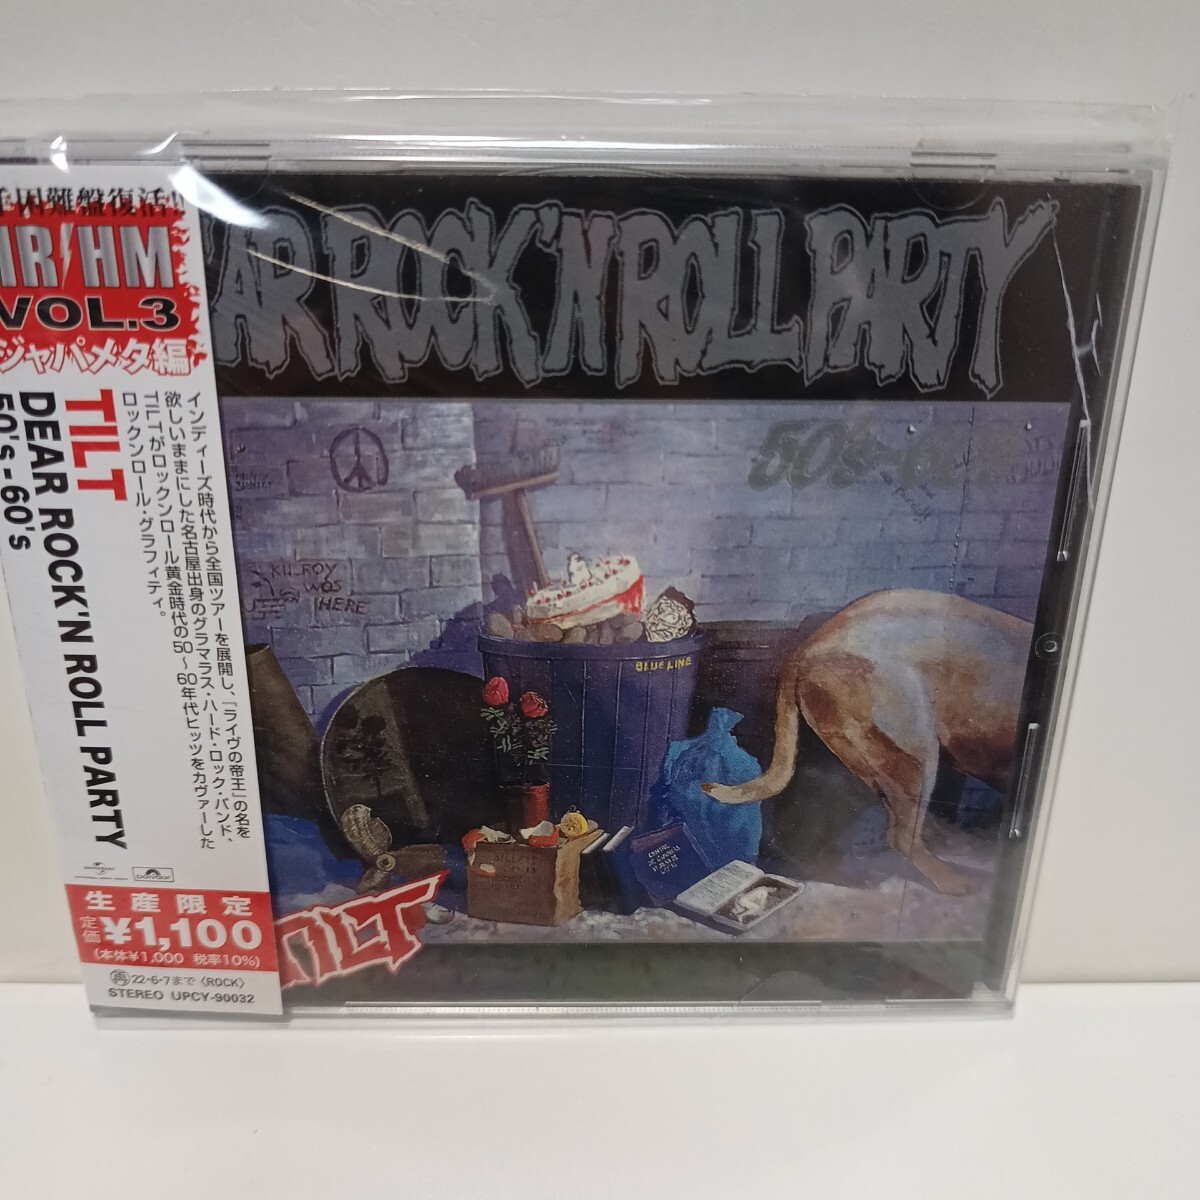 困難盤復活!!
HR/HM
VOL.3
ジャパメタ編
TILT
DEAR ROCK'N ROLL PARTY
50's - 60's
インディーズ時代から全国ツアーを展開し、「ライヴの帝王」の名を
欲しいままにした名古屋出身のグラマラス・ハード・ロック・バンド、
TILTがロックンロール黄金時代の50~60年代ヒッツをカヴァーした
ロックンロール・グラフィティ。
生産限定
定価¥1,100
(本体¥1,000 税率10%)
再22・6・7まで〈ROCK〉
STEREO UPCY-90032
AR ROCK'N ROLL PARTY
50's-60's
KILROY
WAS
HERE
BLUELINE
TILT